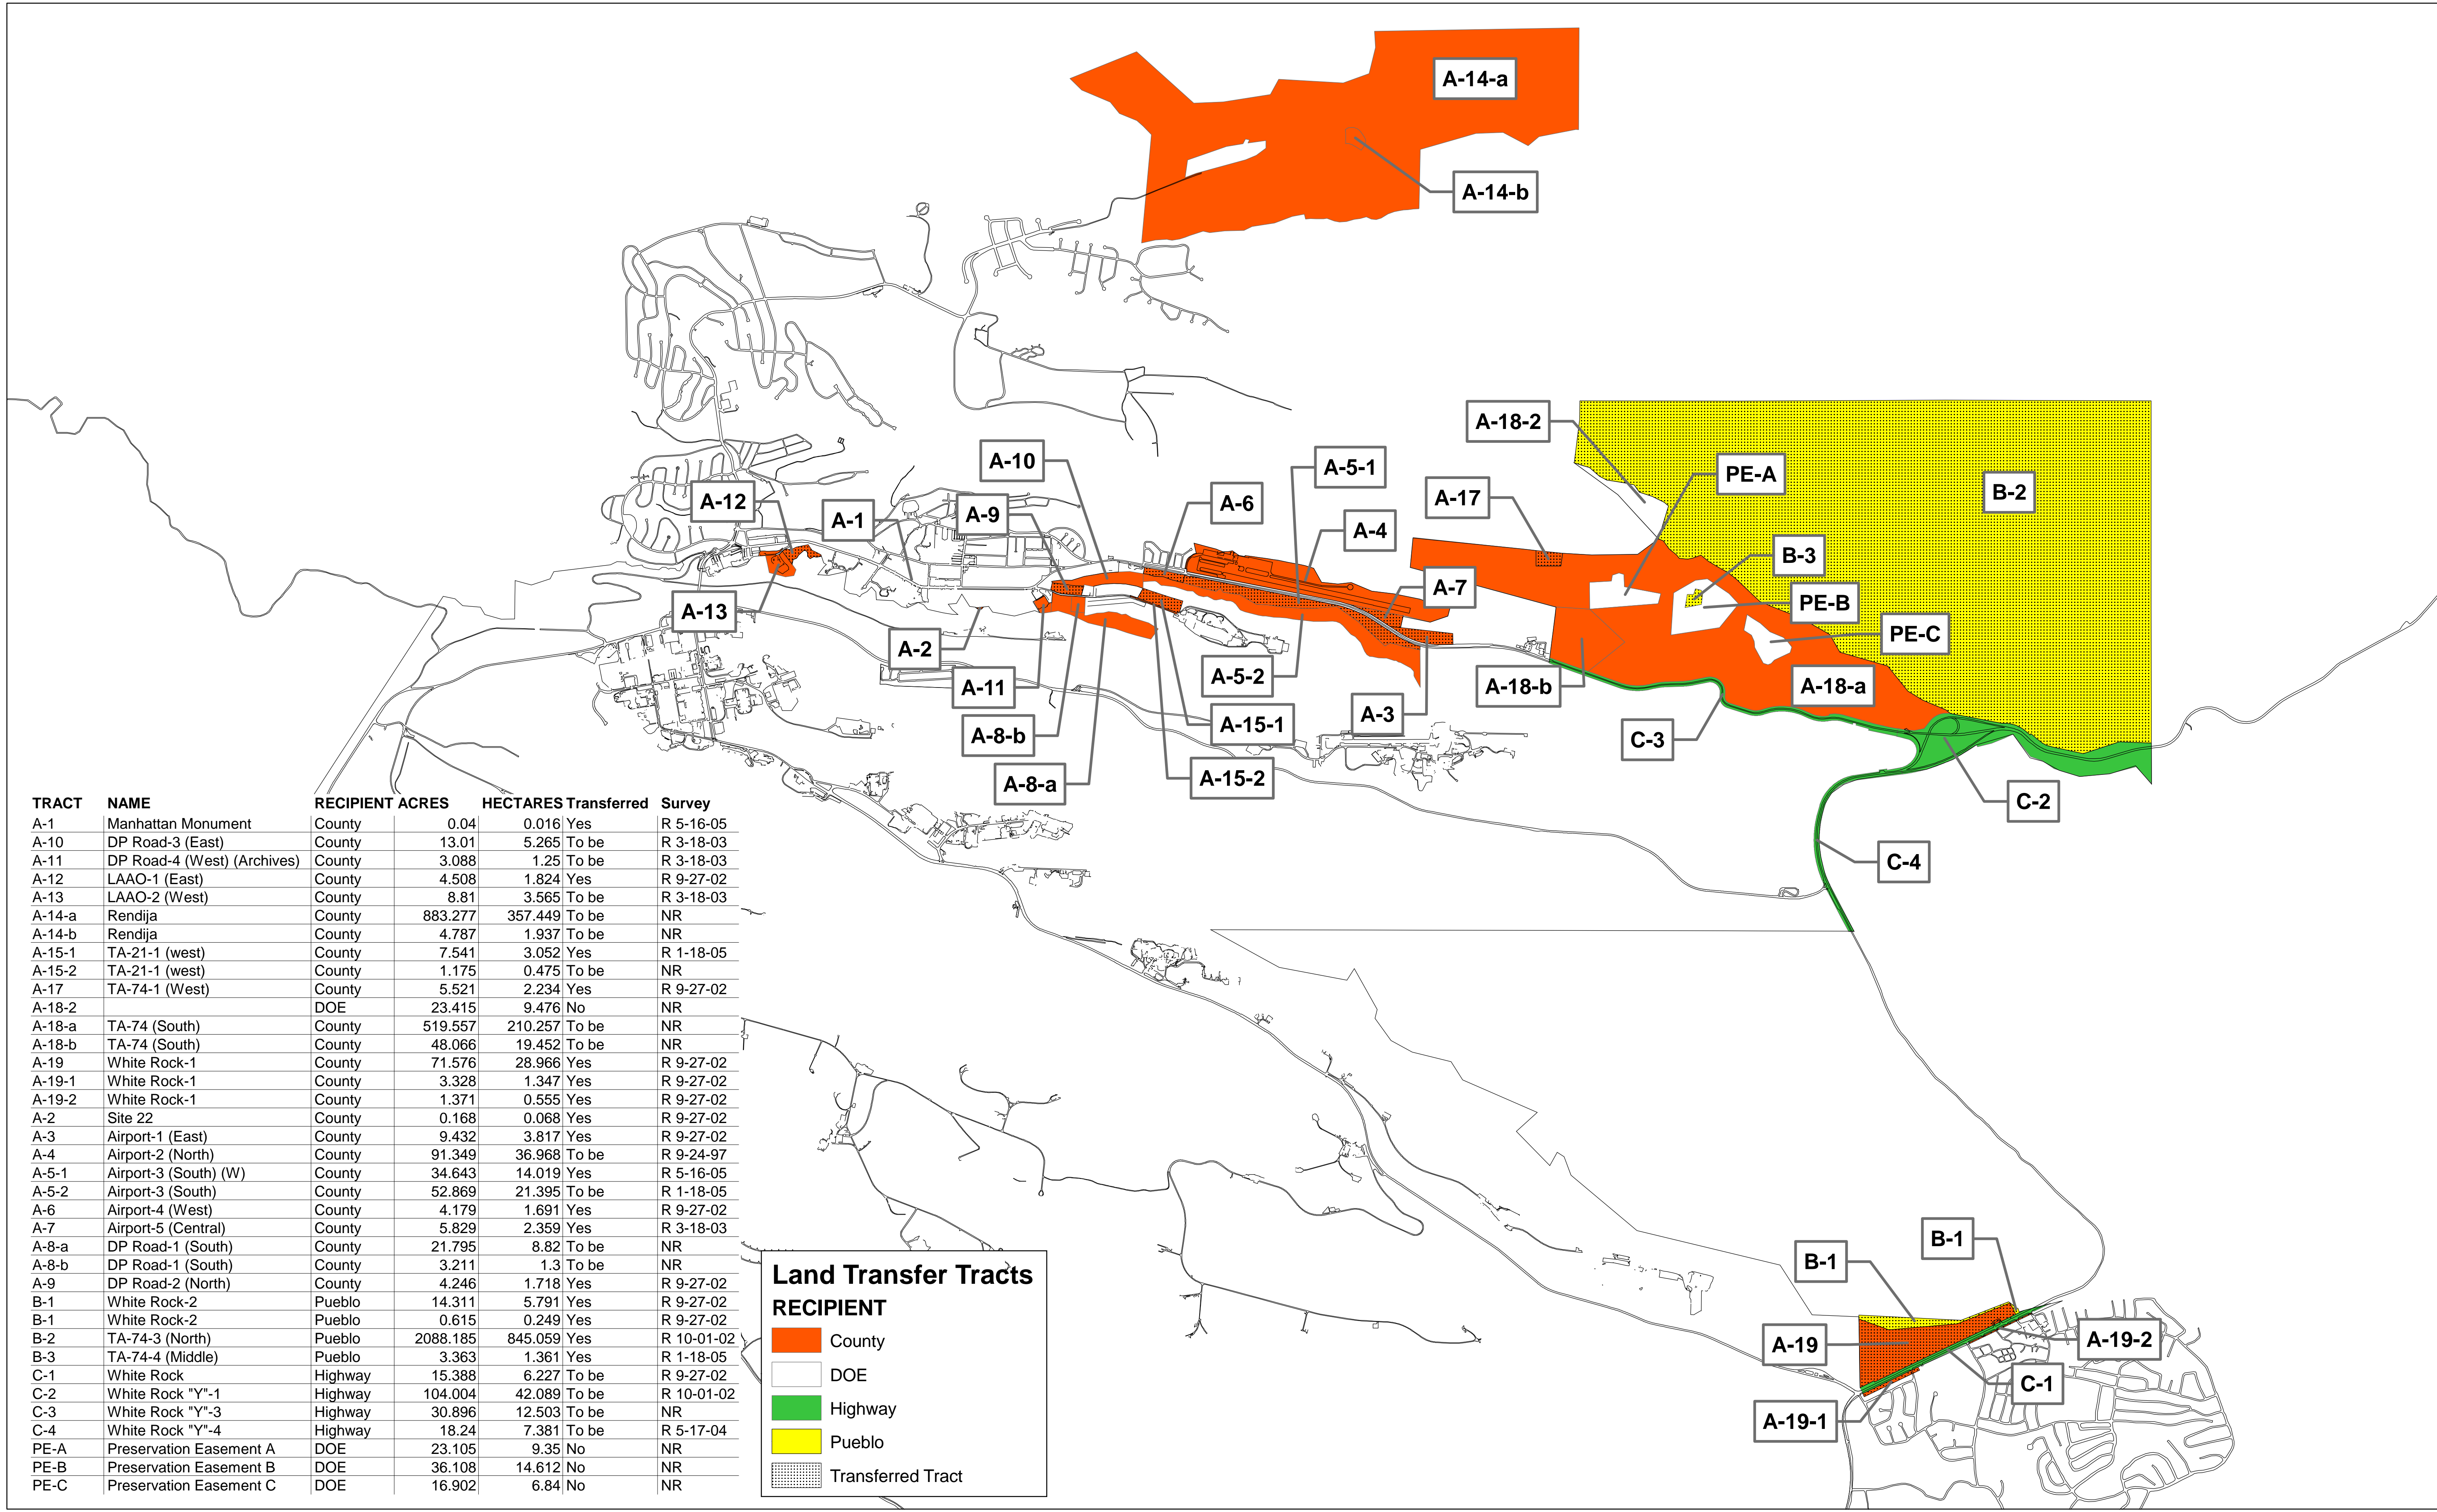 A-14-a
A-14-b
A-18-2
A-10
A-5-1
PE-A
A-12
A-6
A-17
B-2
A-1
A-9
A-4
B-3
A-7
PE-B
A-13
PE-C
A-2
A-5-2
A-11
A-18-b
A-18-a
A-3
A-15-1
A-8-b
C-3
A-15-2
A-8-a
C-2
C-4
TRACT NAME RECIPIENT ACRES HECTARES Transferred Survey
A-1 Manhattan Monument County 0.04 0.016 Yes R 5-16-05
A-10 DP Road-3 (East) County 13.01 5.265 To be R 3-18-03
A-11 DP Road-4 (West) (Archives) County 3.088 1.25 To be R 3-18-03
A-12 LAAO-1 (East) County 4.508 1.824 Yes R 9-27-02
A-13 LAAO-2 (West) County 8.81 3.565 To be R 3-18-03
A-14-a Rendija County 883.277 357.449 To be NR
A-14-b Rendija County 4.787 1.937 To be NR
A-15-1 TA-21-1 (west) County 7.541 3.052 Yes R 1-18-05
A-15-2 TA-21-1 (west) County 1.175 0.475 To be NR
A-17 TA-74-1 (West) County 5.521 2.234 Yes R 9-27-02
A-18-2 DOE 23.415 9.476 No NR
A-18-a TA-74 (South) County 519.557 210.257 To be NR
A-18-b TA-74 (South) County 48.066 19.452 To be NR
A-19 White Rock-1 County 71.576 28.966 Yes R 9-27-02
A-19-1 White Rock-1 County 3.328 1.347 Yes R 9-27-02
A-19-2 White Rock-1 County 1.371 0.555 Yes R 9-27-02
A-2 Site 22 County 0.168 0.068 Yes R 9-27-02
A-3 Airport-1 (East) County 9.432 3.817 Yes R 9-27-02
A-4 Airport-2 (North) County 91.349 36.968 To be R 9-24-97
A-5-1 Airport-3 (South) (W) County 34.643 14.019 Yes R 5-16-05
A-5-2 Airport-3 (South) County 52.869 21.395 To be R 1-18-05
A-6 Airport-4 (West) County 4.179 1.691 Yes R 9-27-02
A-7 Airport-5 (Central) County 5.829 2.359 Yes R 3-18-03
A-8-a DP Road-1 (South) County 21.795 8.82 To be NR
A-8-b DP Road-1 (South) County 3.211 1.3 To be NR
A-9 DP Road-2 (North) County 4.246 1.718 Yes R 9-27-02
B-1 White Rock-2 Pueblo 14.311 5.791 Yes R 9-27-02
B-1 White Rock-2 Pueblo 0.615 0.249 Yes R 9-27-02
B-2 TA-74-3 (North) Pueblo 2088.185 845.059 Yes R 10-01-02
B-3 TA-74-4 (Middle) Pueblo 3.363 1.361 Yes R 1-18-05
C-1 White Rock Highway 15.388 6.227 To be R 9-27-02
C-2 White Rock "Y"-1 Highway 104.004 42.089 To be R 10-01-02
C-3 White Rock "Y"-3 Highway 30.896 12.503 To be NR
C-4 White Rock "Y"-4 Highway 18.24 7.381 To be R 5-17-04
PE-A Preservation Easement A DOE 23.105 9.35 No NR
PE-B Preservation Easement B DOE 36.108 14.612 No NR
PE-C Preservation Easement C DOE 16.902 6.84 No NR
Land Transfer Tracts
RECIPIENT
County
DOE
Highway
Pueblo
Transferred Tract
B-1
B-1
A-19
A-19-2
C-1
A-19-1